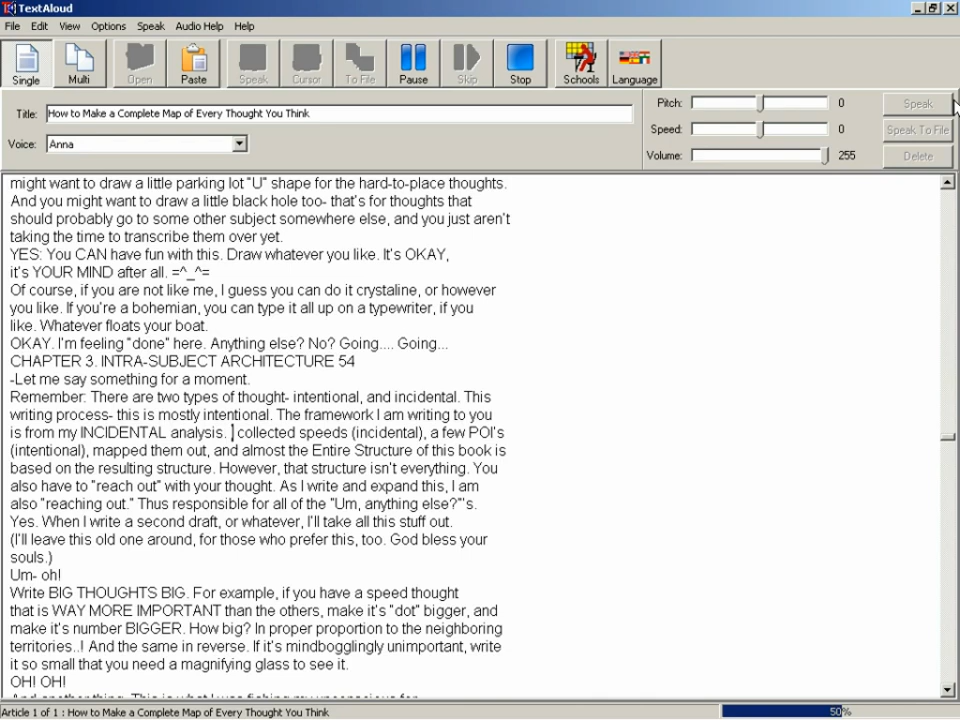 TextAloud
File Edit View Options Speak Audio Help Help
Single Multi Open Paste Speak Cursor To File Pause Skip Stop Schools Language
Title: How to Make a Complete Map of Every Thought You Think
Voice: Anna
Pitch: 0 Speak
Speed: 0 Speak To File
Volume: 255 Delete
might want to draw a little parking lot "U" shape for the hard-to-place thoughts.
And you might want to draw a little black hole too- that's for thoughts that
should probably go to some other subject somewhere else, and you just aren't
taking the time to transcribe them over yet.
YES: You CAN have fun with this. Draw whatever you like. It's OKAY,
it's YOUR MIND after all. =^_^=
Of course, if you are not like me, I guess you can do it crystaline, or however
you like. If you're a bohemian, you can type it all up on a typewriter, if you
like. Whatever floats your boat.
OKAY. I'm feeling "done" here. Anything else? No? Going.... Going...
CHAPTER 3. INTRA-SUBJECT ARCHITECTURE 54
-Let me say something for a moment.
Remember: There are two types of thought- intentional, and incidental. This
writing process- this is mostly intentional. The framework I am writing to you
is from my INCIDENTAL analysis. I collected speeds (incidental), a few POI's
(intentional), mapped them out, and almost the Entire Structure of this book is
based on the resulting structure. However, that structure isn't everything. You
also have to "reach out" with your thought. As I write and expand this, I am
also "reaching out." Thus responsible for all of the "Um, anything else?"'s.
Yes. When I write a second draft, or whatever, I'll take all this stuff out.
(I'll leave this old one around, for those who prefer this, too. God bless your
souls.)
Um- oh!
Write BIG THOUGHTS BIG. For example, if you have a speed thought
that is WAY MORE IMPORTANT than the others, make it's "dot" bigger, and
make it's number BIGGER. How big? In proper proportion to the neighboring
territories..! And the same in reverse. If it's mindbogglingly unimportant, write
it so small that you need a magnifying glass to see it.
OH! OH!
And another thing. This is what I was fishing my unconscious for
Article 1 of 1 : How to Make a Complete Map of Every Thought You Think 50%